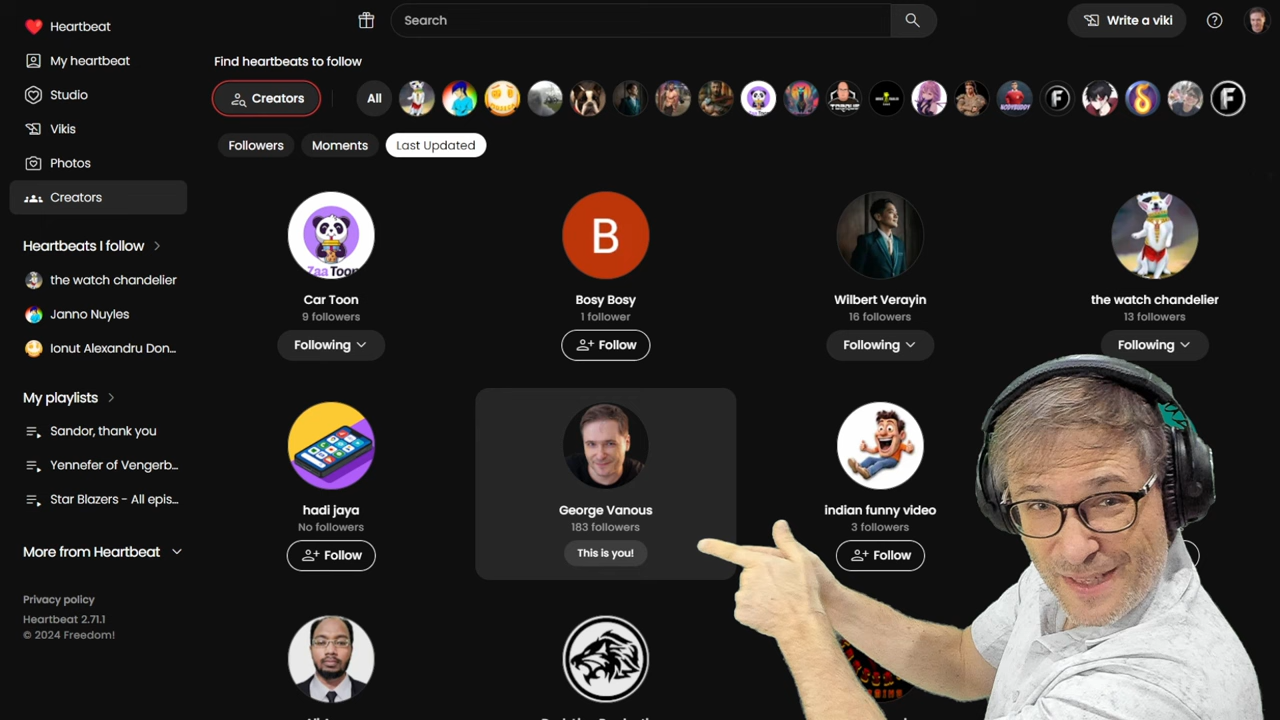 Heartbeat
Search
Write a viki
My heartbeat
Studio
Vikis
Photos
Creators
Heartbeats I follow
the watch chandelier
Janno Nuyles
Ionut Alexandru Don...
My playlists
Sandor, thank you
Yennefer of Vengerb...
Star Blazers - All epis...
More from Heartbeat
Privacy policy
Heartbeat 2.71.1
© 2024 Freedom!
Find heartbeats to follow
Creators
All
TORQUE
BODYBUDDY
F
F
Followers
Moments
Last Updated
ZaaToon
Car Toon
9 followers
Following
B
Bosy Bosy
1 follower
Follow
Wilbert Verayin
16 followers
Following
the watch chandelier
13 followers
Following
hadi jaya
No followers
Follow
George Vanous
183 followers
This is you!
indian funny video
3 followers
Follow